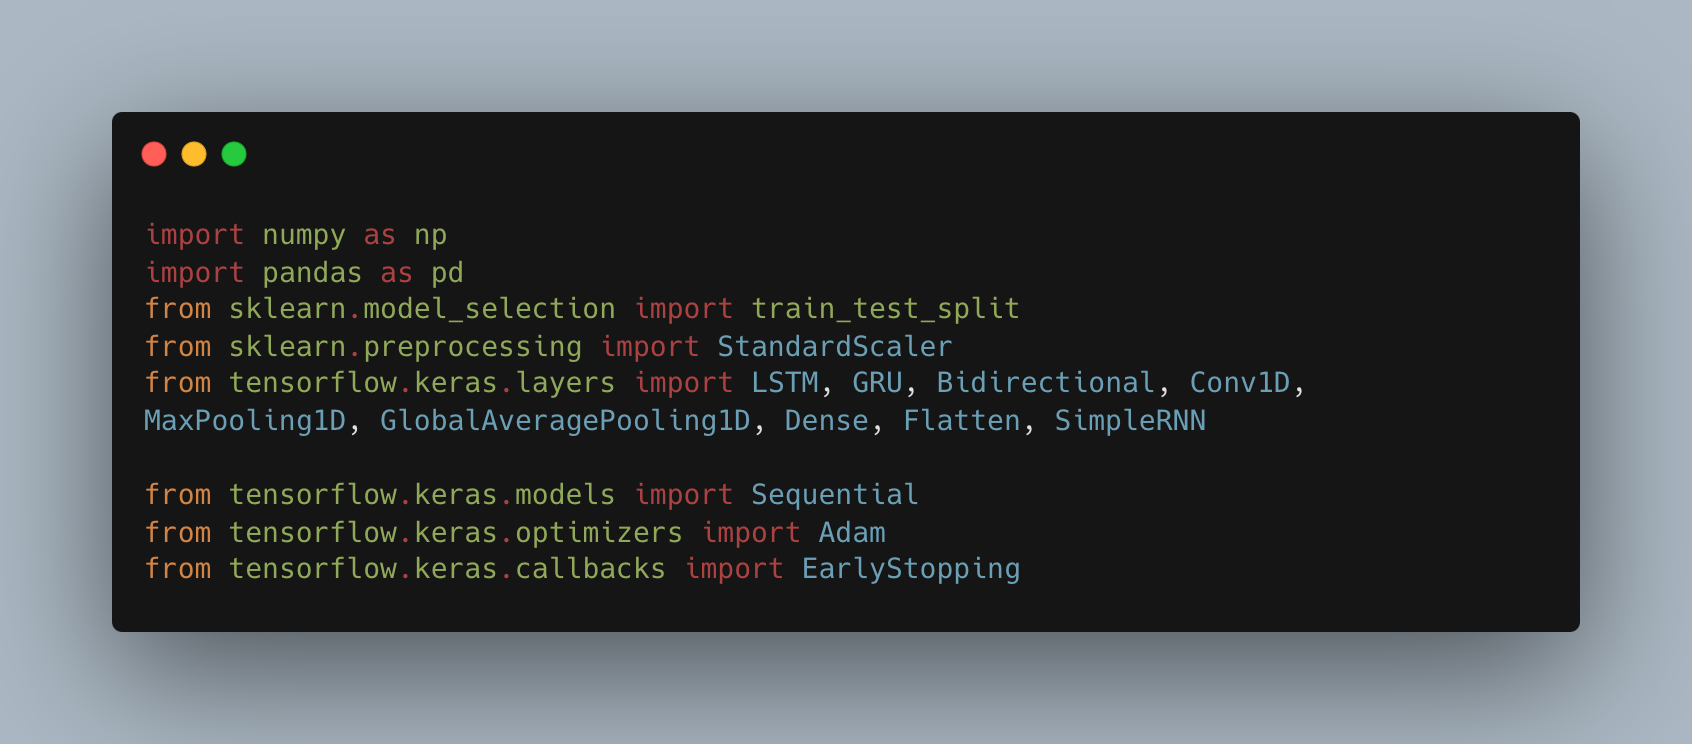 import numpy as np
import pandas as pd
from sklearn.model_selection import train_test_split
from sklearn.preprocessing import StandardScaler
from tensorflow.keras.layers import LSTM, GRU, Bidirectional, Conv1D,
MaxPooling1D, GlobalAveragePooling1D, Dense, Flatten, SimpleRNN
from tensorflow.keras.models import Sequential
from tensorflow.keras.optimizers import Adam
from tensorflow.keras.callbacks import EarlyStopping